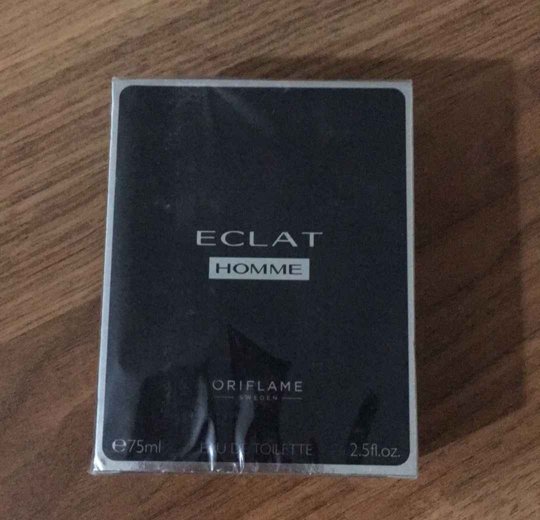 ECLAT
HOMME
ORIFLAME
SWEDEN
℮75ml EAU DE TOILETTE 2.5fl.oz.